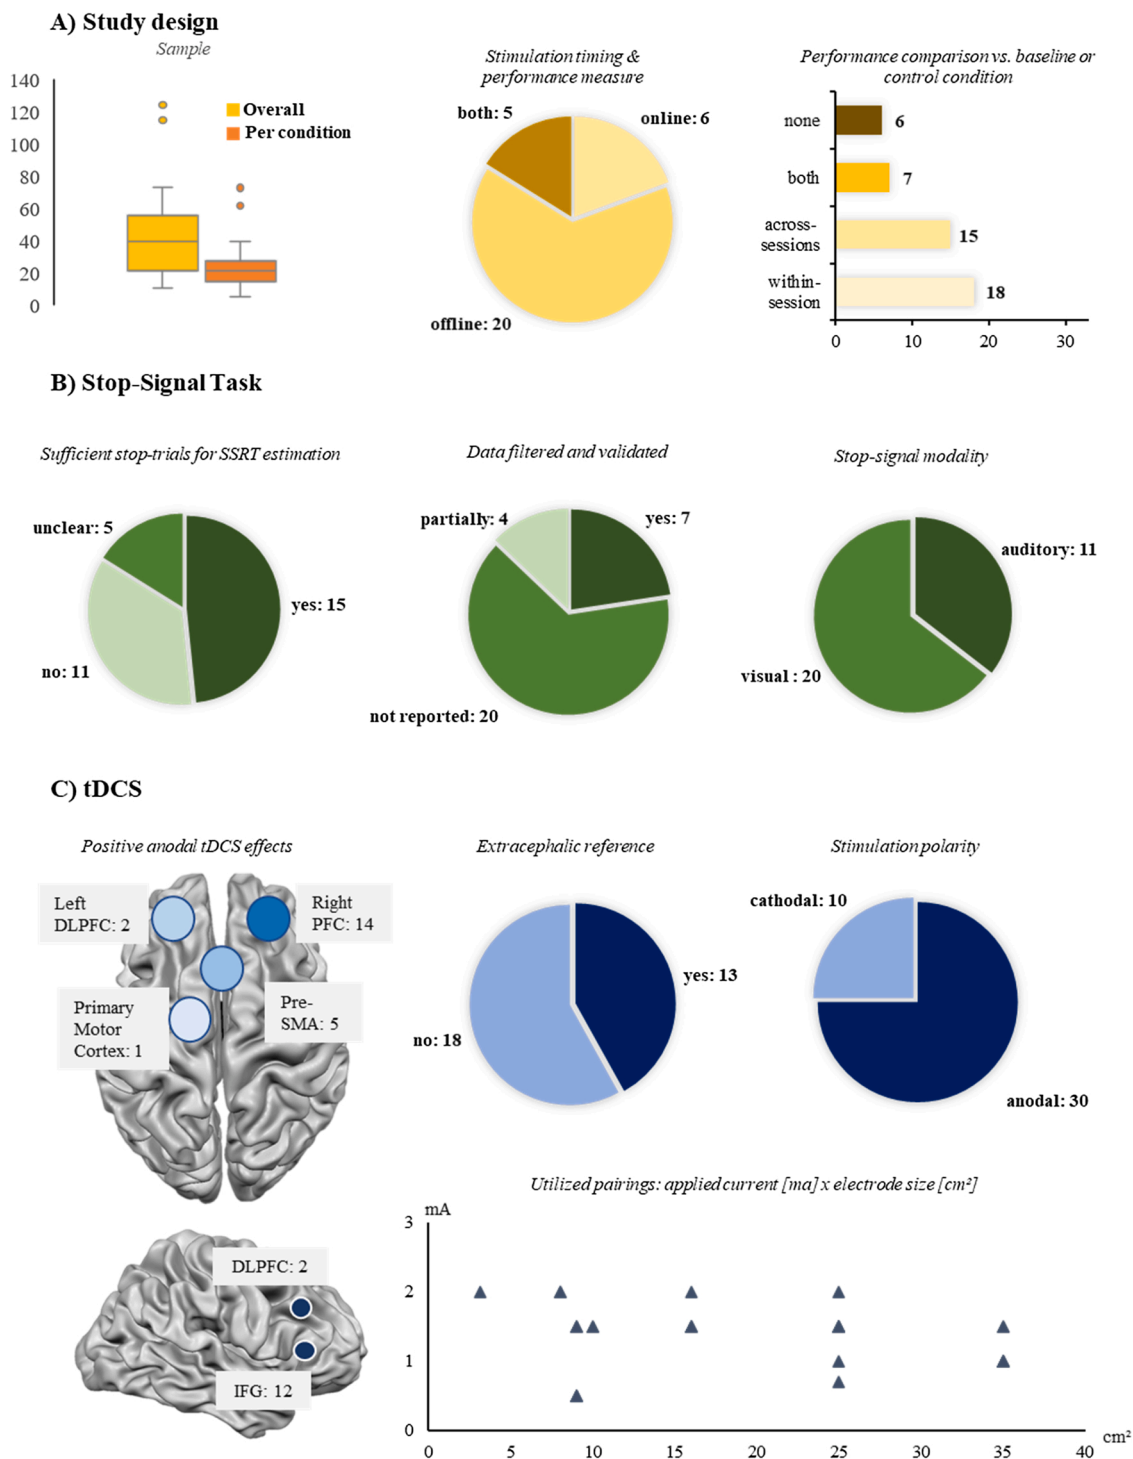 A) Study design
Sample
140
120
100
80
60
40
20
0
Overall
Per condition
Stimulation timing &
performance measure
both: 5
online: 6
offline: 20
Performance comparison vs. baseline or
control condition
none
6
both
7
across-
sessions
15
within-
session
18
0
10
20
30
B) Stop-Signal Task
Sufficient stop-trials for SSRT estimation
unclear: 5
yes: 15
no: 11
Data filtered and validated
partially: 4
yes: 7
not reported: 20
Stop-signal modality
auditory: 11
visual : 20
C) tDCS
Positive anodal tDCS effects
Left
DLPFC: 2
Right
PFC: 14
Primary
Motor
Cortex: 1
Pre-
SMA: 5
DLPFC: 2
IFG: 12
Extracephalic reference
yes: 13
no: 18
Stimulation polarity
cathodal: 10
anodal: 30
Utilized pairings: applied current [ma] x electrode size [cm²]
mA
3
2
1
0
0
5
10
15
20
25
30
35
40
cm²